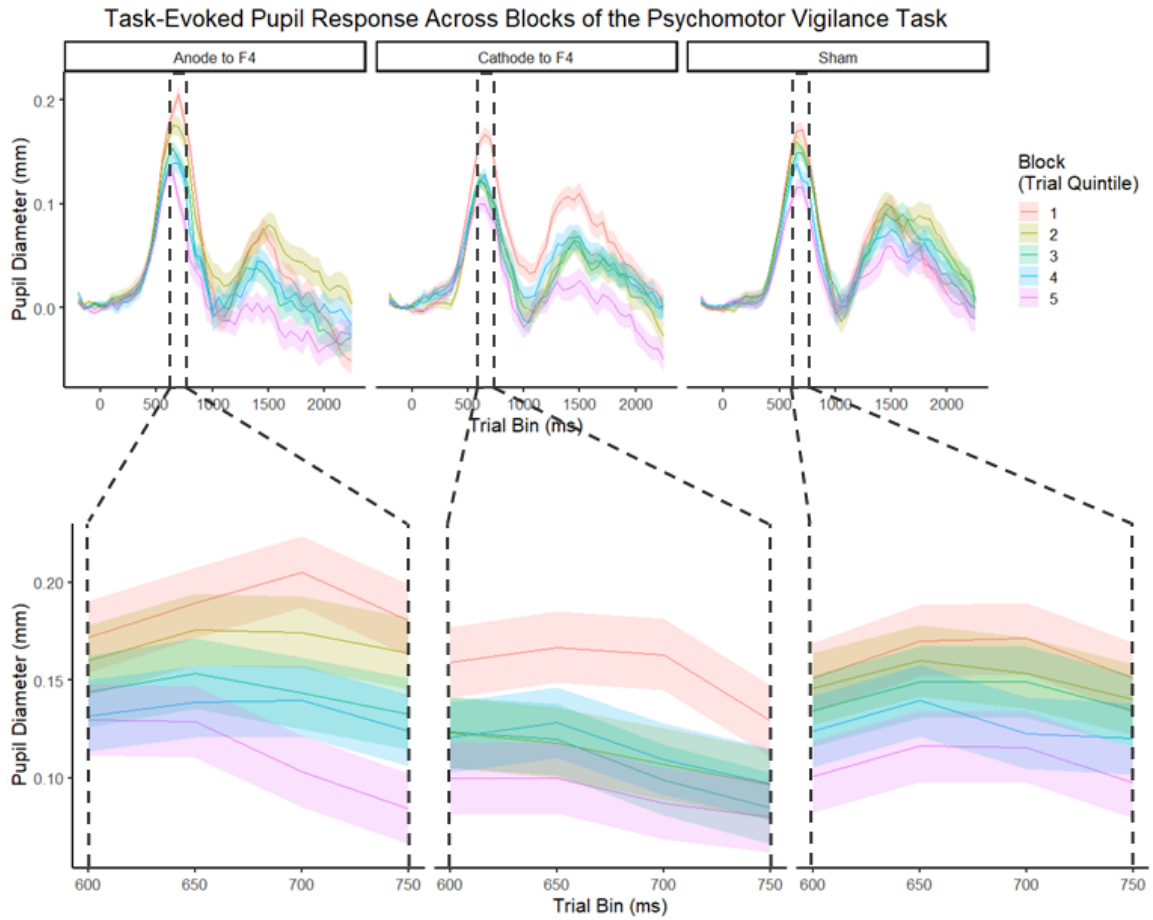 Task-Evoked Pupil Response Across Blocks of the Psychomotor Vigilance Task
Anode to F4
Cathode to F4
Sham
Pupil Diameter (mm)
0.2
0.1
0.0
0 500 1000 1500 2000
0 500 1000 1500 2000
0 500 1000 1500 2000
Trial Bin (ms)
Block
(Trial Quintile)
1
2
3
4
5
Pupil Diameter (mm)
0.20
0.15
0.10
600 650 700 750
600 650 700 750
600 650 700 750
Trial Bin (ms)